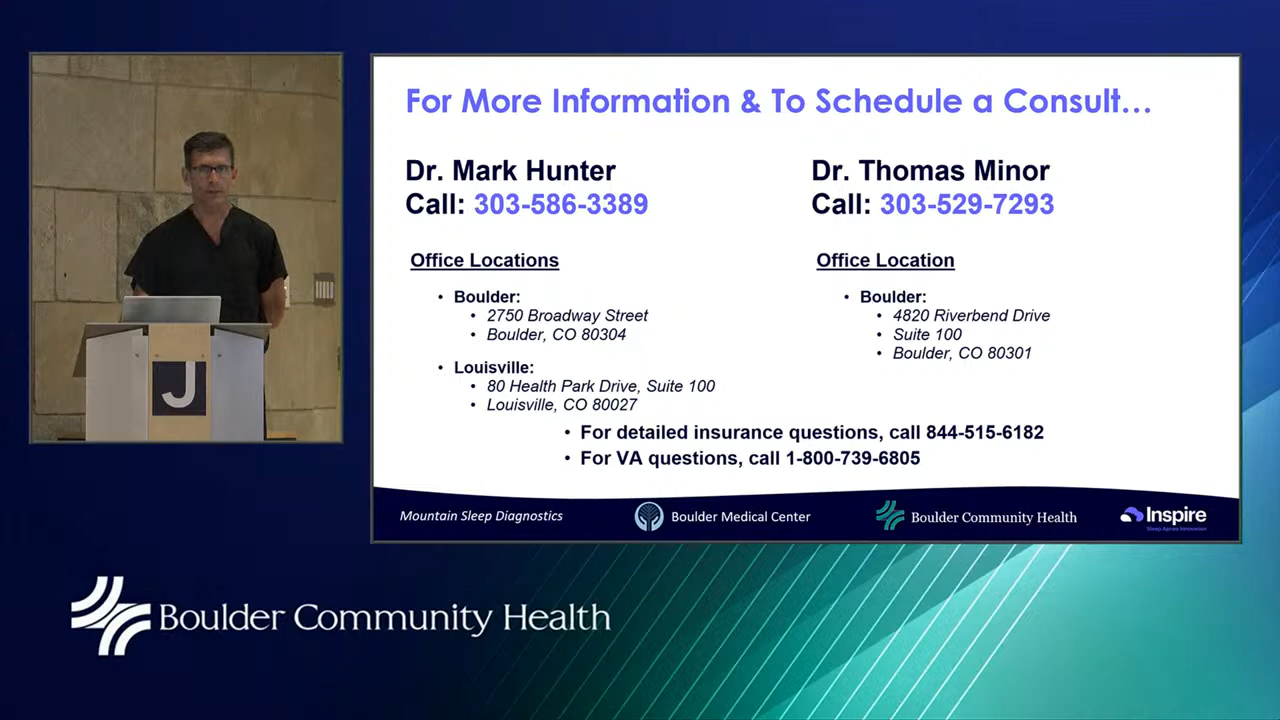 For More Information & To Schedule a Consult...
Dr. Mark Hunter
Call: 303-586-3389
Office Locations
• Boulder:
• 2750 Broadway Street
• Boulder, CO 80304
• Louisville:
• 80 Health Park Drive, Suite 100
• Louisville, CO 80027
Dr. Thomas Minor
Call: 303-529-7293
Office Location
• Boulder:
• 4820 Riverbend Drive
• Suite 100
• Boulder, CO 80301
• For detailed insurance questions, call 844-515-6182
• For VA questions, call 1-800-739-6805
Mountain Sleep Diagnostics
Boulder Medical Center
Boulder Community Health
Inspire
Sleep Apnea Innovation
J
Boulder Community Health